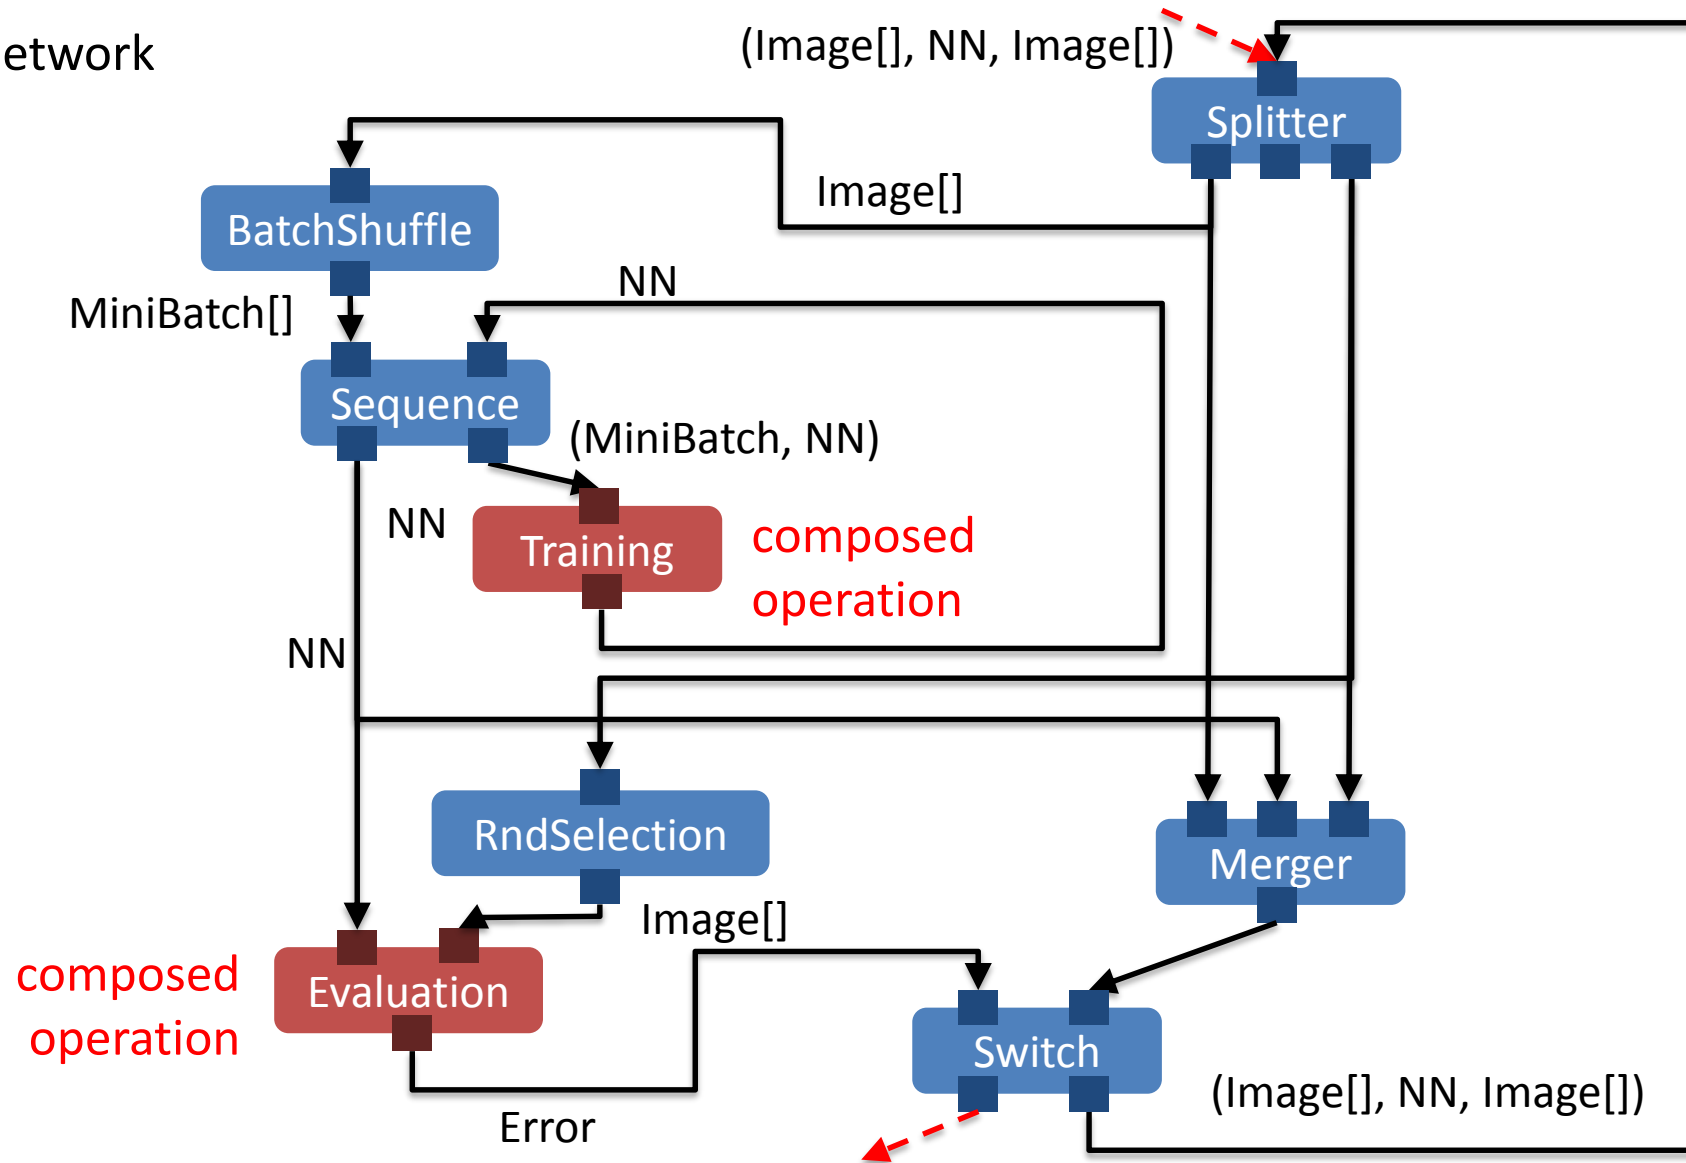 etwork
(Image[], NN, Image[])
Splitter
Image[]
BatchShuffle
NN
MiniBatch[]
Sequence
(MiniBatch, NN)
NN
Training
composed
operation
NN
RndSelection
Merger
Image[]
composed
operation
Evaluation
Switch
(Image[], NN, Image[])
Error